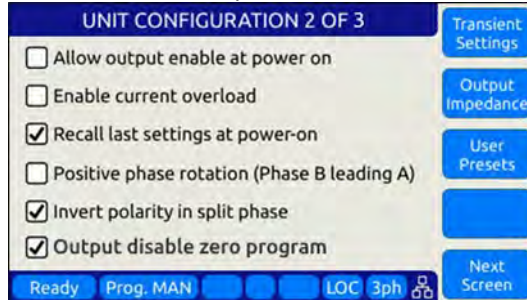 UNIT CONFIGURATION 2 OF 3
Allow output enable at power on
Enable current overload
Recall last settings at power-on
Positive phase rotation (Phase B leading A)
Invert polarity in split phase
Output disable zero program
Transient
Settings
Output
Impedance
User
Presets
Next
Screen
Ready Prog. MAN LOC 3ph